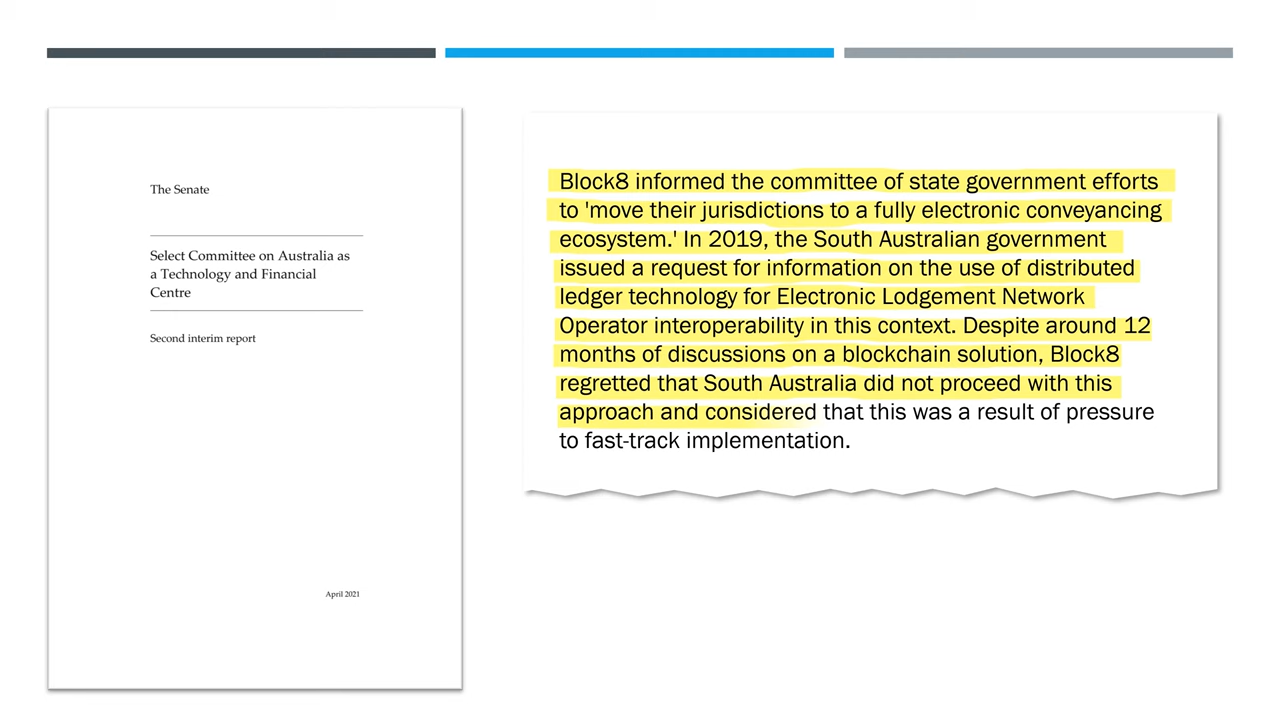 The Senate
Select Committee on Australia as
a Technology and Financial
Centre
Second interim report
April 2021
Block8 informed the committee of state government efforts
to 'move their jurisdictions to a fully electronic conveyancing
ecosystem.' In 2019, the South Australian government
issued a request for information on the use of distributed
ledger technology for Electronic Lodgement Network
Operator interoperability in this context. Despite around 12
months of discussions on a blockchain solution, Block8
regretted that South Australia did not proceed with this
approach and considered that this was a result of pressure
to fast-track implementation.